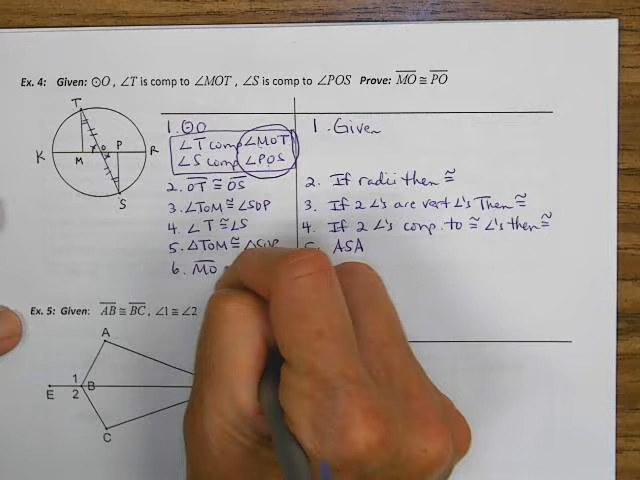 Ex. 4: Given: ⊙O , ∠T is comp to ∠MOT , ∠S is comp to ∠POS Prove: M̅O̅ ≅ P̅O̅
T
K M O P R
S
1. ⊙O
∠T comp ∠MOT
∠S comp ∠POS
1. Given
2. O̅T̅ ≅ O̅S̅ 2. If radii then ≅
3. ∠TOM ≅ ∠SOP 3. If 2 ∠'s are vert ∠'s Then ≅
4. ∠T ≅ ∠S 4. If 2 ∠'s comp. to ≅ ∠'s then ≅
5. △TOM ≅ △SOP 5. ASA
6. M̅O̅
Ex. 5: Given: A̅B̅ ≅ B̅C̅ , ∠1 ≅ ∠2
A
1
E 2 B
C